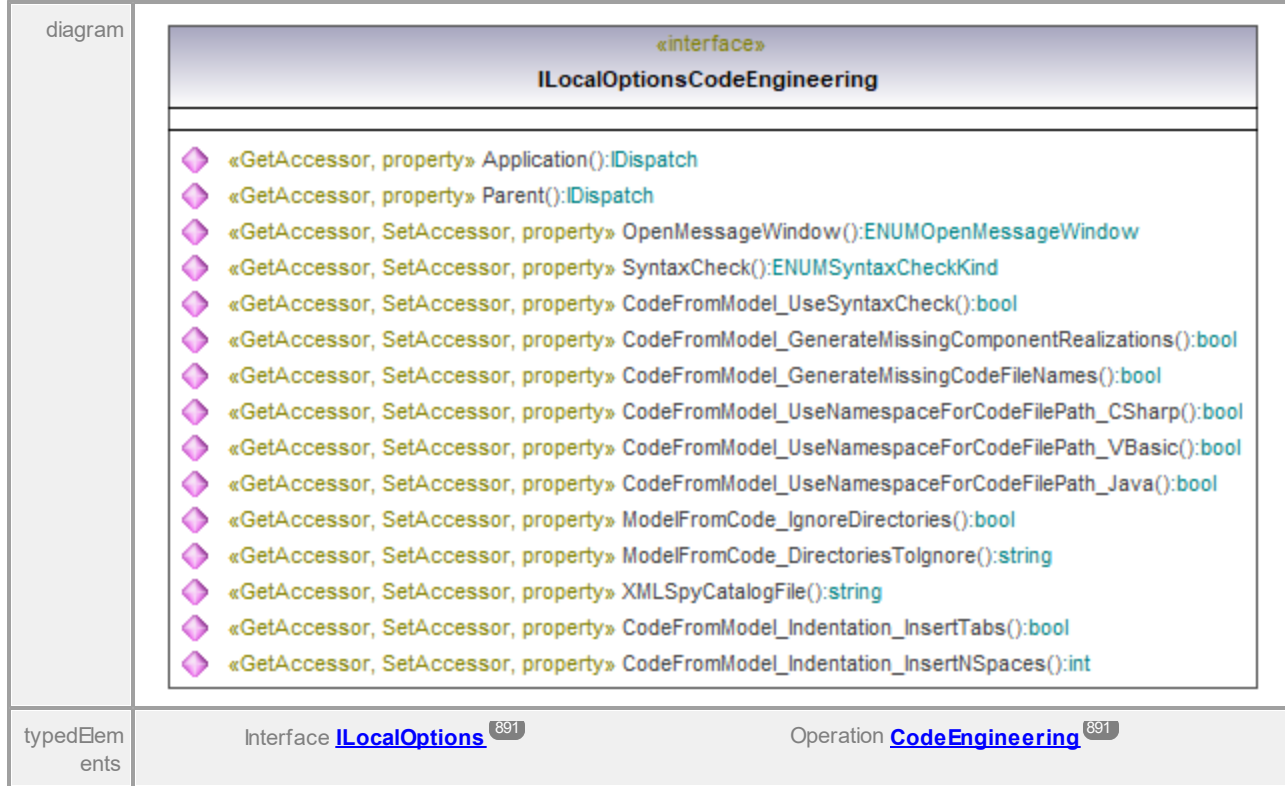 diagram
«interface»
ILocalOptionsCodeEngineering
«GetAccessor, property» Application():IDispatch
«GetAccessor, property» Parent():IDispatch
«GetAccessor, SetAccessor, property» OpenMessageWindow():ENUMOpenMessageWindow
«GetAccessor, SetAccessor, property» SyntaxCheck():ENUMSyntaxCheckKind
«GetAccessor, SetAccessor, property» CodeFromModel_UseSyntaxCheck():bool
«GetAccessor, SetAccessor, property» CodeFromModel_GenerateMissingComponentRealizations():bool
«GetAccessor, SetAccessor, property» CodeFromModel_GenerateMissingCodeFileNames():bool
«GetAccessor, SetAccessor, property» CodeFromModel_UseNamespaceForCodeFilePath_CSharp():bool
«GetAccessor, SetAccessor, property» CodeFromModel_UseNamespaceForCodeFilePath_VBasic():bool
«GetAccessor, SetAccessor, property» CodeFromModel_UseNamespaceForCodeFilePath_Java():bool
«GetAccessor, SetAccessor, property» ModelFromCode_IgnoreDirectories():bool
«GetAccessor, SetAccessor, property» ModelFromCode_DirectoriesToIgnore():string
«GetAccessor, SetAccessor, property» XMLSpyCatalogFile():string
«GetAccessor, SetAccessor, property» CodeFromModel_Indentation_InsertTabs():bool
«GetAccessor, SetAccessor, property» CodeFromModel_Indentation_InsertNSpaces():int
typedElem
ents
Interface ILocalOptions 891
Operation CodeEngineering 891